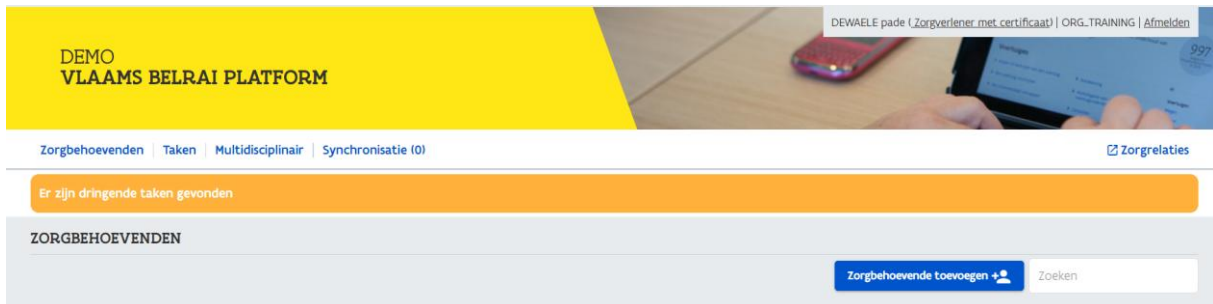 DEWAELE pade ( Zorgverlener met certificaat) | ORG_TRAINING | Afmelden
DEMO
VLAAMS BELRAI PLATFORM
997
Zorgbehoevenden | Taken | Multidisciplinair | Synchronisatie (0)
Zorgrelaties
Er zijn dringende taken gevonden
ZORGBEHOEVENDEN
Zorgbehoevende toevoegen
Zoeken